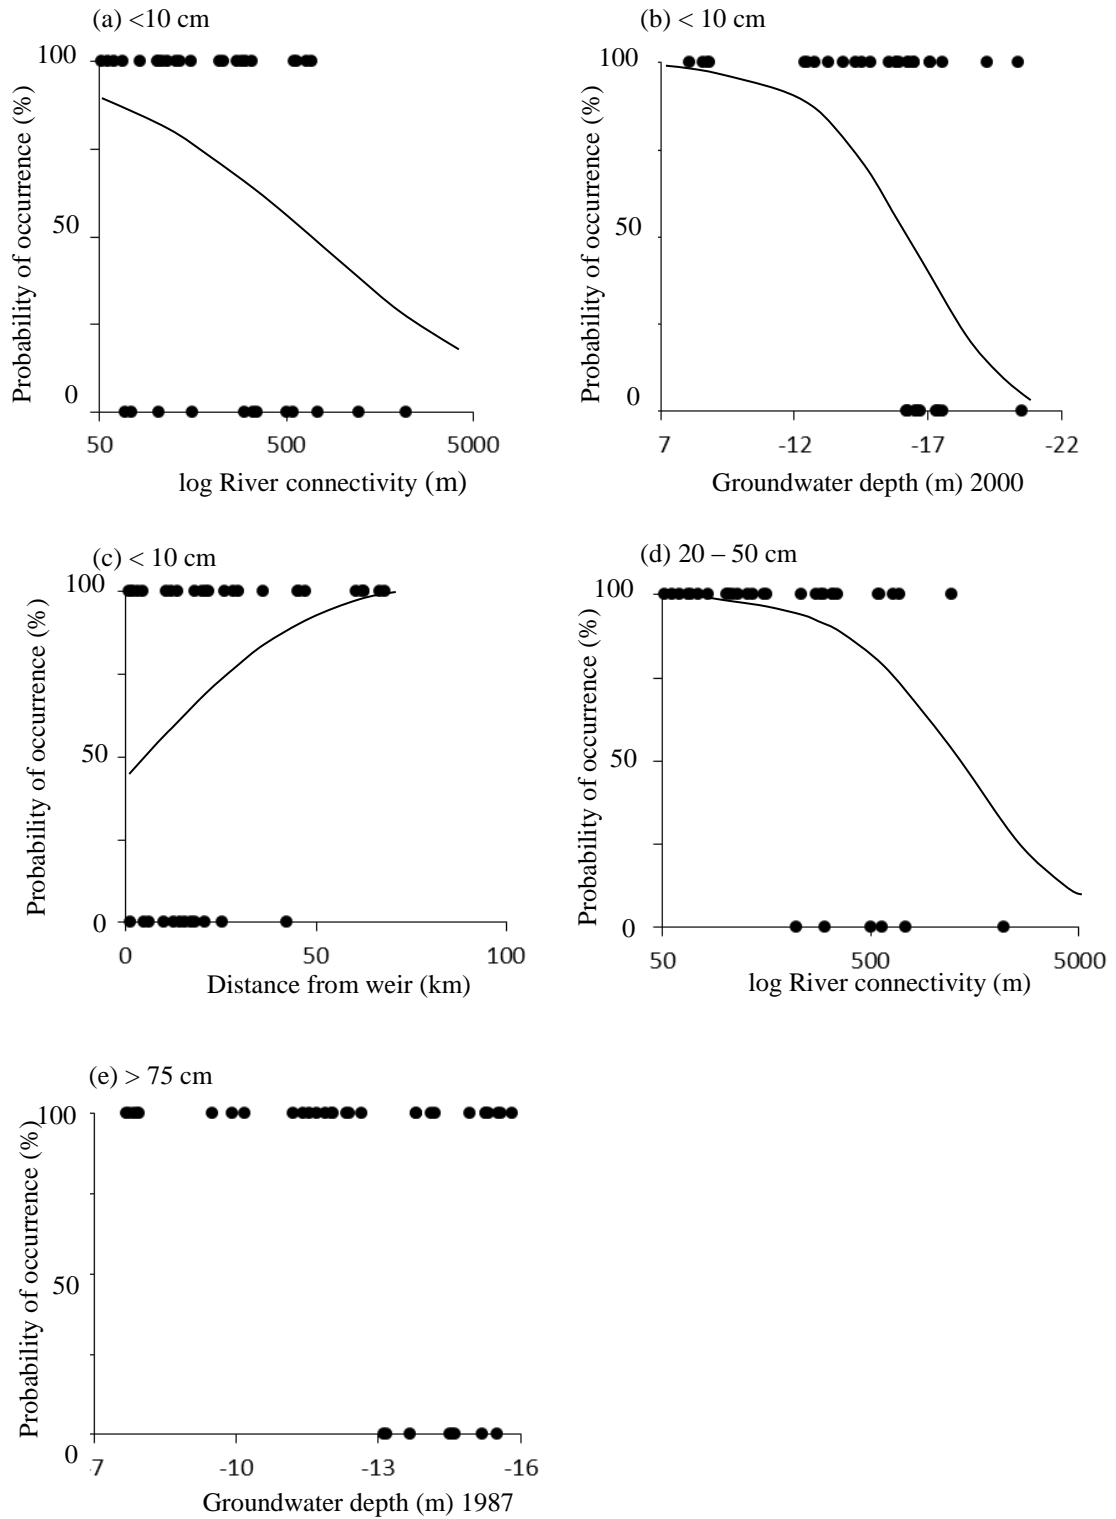 (a) <10 cm
100
50
0
Probability of occurrence (%)
50 500 5000
log River connectivity (m)
(b) < 10 cm
100
50
0
Probability of occurrence (%)
7 -12 -17 -22
Groundwater depth (m) 2000
(c) < 10 cm
100
50
0
Probability of occurrence (%)
0 50 100
Distance from weir (km)
(d) 20 – 50 cm
100
50
0
Probability of occurrence (%)
50 500 5000
log River connectivity (m)
(e) > 75 cm
100
50
0
Probability of occurrence (%)
-7 -10 -13 -16
Groundwater depth (m) 1987